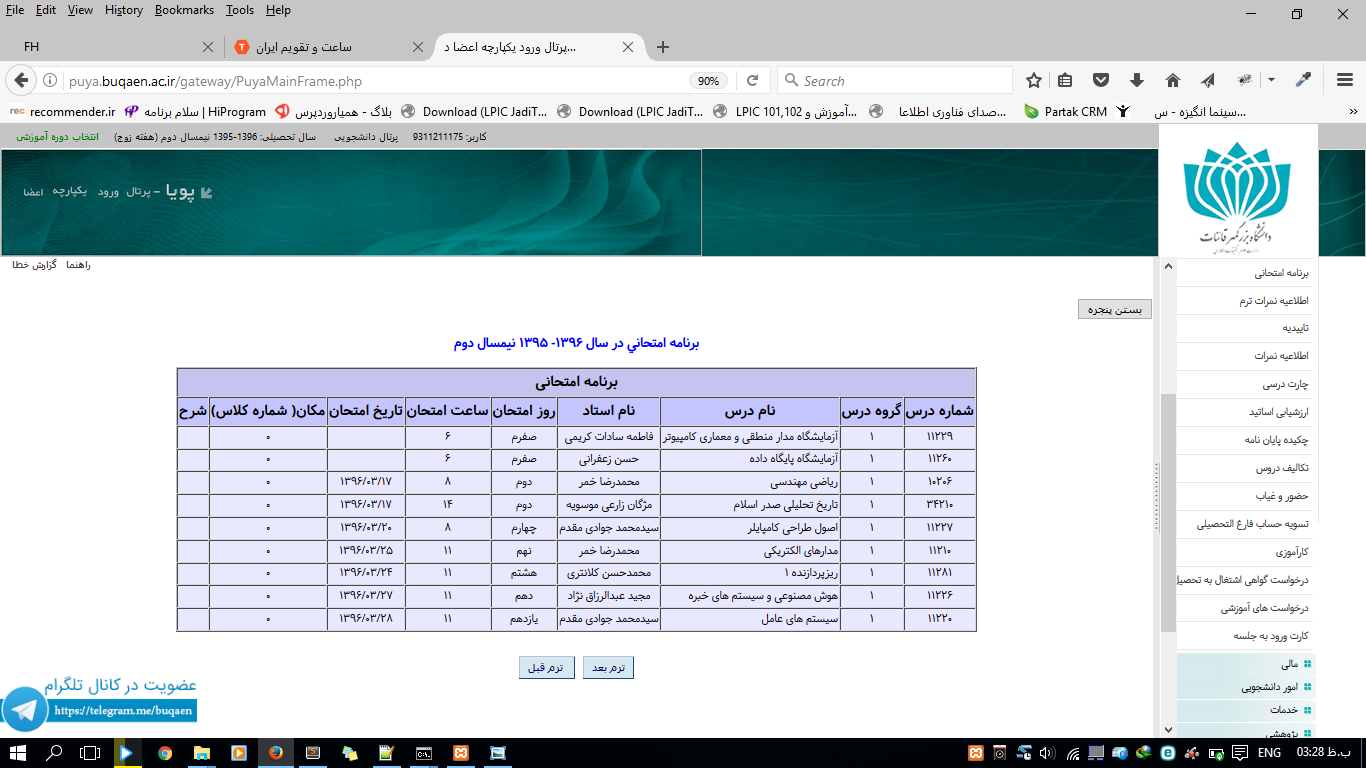 File Edit View History Bookmarks Tools Help
FH
ساعت و تقویم ایران
پرتال ورود یکپارچه اعضا د...
puya.buqaen.ac.ir/gateway/PuyaMainFrame.php
90%
Search
recommender.ir
سلام برنامه | HiProgram
بلاگ - همیاروردپرس
Download (LPIC JadiT...
Download (LPIC JadiT...
LPIC 101,102 آموزش و...
صدای فناوری اطلاعا...
Partak CRM
سینما انگیزه - س...
کاربر: 9311211175 پرتال دانشجویی سال تحصیلی: 1396-1395 نیمسال دوم (هفته زوج) انتخاب دوره آموزشی
پویا - پرتال ورود یکپارچه اعضا
دانشگاه بزرگمهر قائنات
راهنما گزارش خطا
بستن پنجره
برنامه امتحاني در سال ۱۳۹۶- ۱۳۹۵ نیمسال دوم
برنامه امتحانی
شماره درس گروه درس نام درس نام استاد روز امتحان ساعت امتحان تاریخ امتحان مکان( شماره کلاس) شرح
۱۱۲۲۹ ۱ آزمایشگاه مدار منطقی و معماری کامپیوتر فاطمه سادات کریمی صفرم ۶ ۰
۱۱۲۶۰ ۱ آزمایشگاه پایگاه داده حسن زعفرانی صفرم ۶ ۰
۱۰۲۰۶ ۱ ریاضی مهندسی محمدرضا خمر دوم ۸ ۱۳۹۶/۰۳/۱۷ ۰
۳۴۲۱۰ ۱ تاریخ تحلیلی صدر اسلام مژگان زارعی موسویه دوم ۱۴ ۱۳۹۶/۰۳/۱۷ ۰
۱۱۲۲۷ ۱ اصول طراحی کامپایلر سیدمحمد جوادی مقدم چهارم ۸ ۱۳۹۶/۰۳/۲۰ ۰
۱۱۲۱۰ ۱ مدارهای الکتریکی محمدرضا خمر نهم ۱۱ ۱۳۹۶/۰۳/۲۵ ۰
۱۱۲۸۱ ۱ ریزپردازنده ۱ محمدحسن کلانتری هشتم ۱۱ ۱۳۹۶/۰۳/۲۴ ۰
۱۱۲۲۶ ۱ هوش مصنوعی و سیستم های خبره مجید عبدالرزاق نژاد دهم ۱۱ ۱۳۹۶/۰۳/۲۷ ۰
۱۱۲۲۰ ۱ سیستم های عامل سیدمحمد جوادی مقدم یازدهم ۱۱ ۱۳۹۶/۰۳/۲۸ ۰
ترم بعد ترم قبل
برنامه امتحانی
اطلاعیه نمرات ترم
تاییدیه
اطلاعیه نمرات
چارت درسی
ارزشیابی اساتید
چکیده پایان نامه
تکالیف دروس
حضور و غیاب
تسویه حساب فارغ التحصیلی
کارآموزی
درخواست گواهی اشتغال به تحصیل
درخواست های آموزشی
کارت ورود به جلسه
مالی
امور دانشجویی
خدمات
پژوهشی
عضویت در کانال تلگرام
https://telegram.me/buqaen
ENG
03:28 ب.ظ